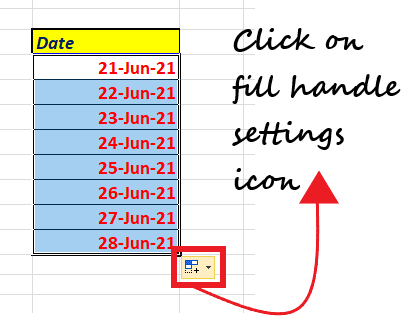 Date
21-Jun-21
22-Jun-21
23-Jun-21
24-Jun-21
25-Jun-21
26-Jun-21
27-Jun-21
28-Jun-21
Click on
fill handle
settings
icon